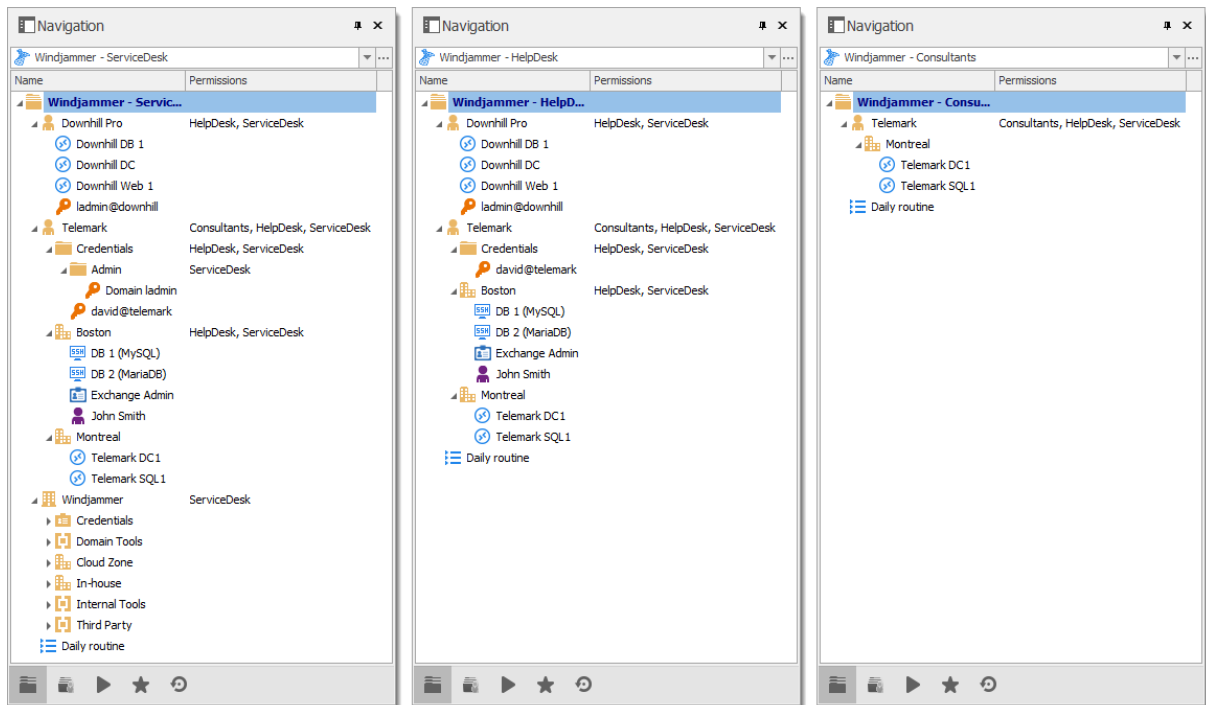 Navigation
Windjammer - ServiceDesk
Name Permissions
Windjammer - Servic...
Downhill Pro HelpDesk, ServiceDesk
Downhill DB 1
Downhill DC
Downhill Web 1
ladmin@downhill
Telemark Consultants, HelpDesk, ServiceDesk
Credentials HelpDesk, ServiceDesk
Admin ServiceDesk
Domain ladmin
david@telemark
Boston HelpDesk, ServiceDesk
SSH DB 1 (MySQL)
SSH DB 2 (MariaDB)
Exchange Admin
John Smith
Montreal
Telemark DC1
Telemark SQL1
Windjammer ServiceDesk
Credentials
Domain Tools
Cloud Zone
In-house
Internal Tools
Third Party
Daily routine
Navigation
Windjammer - HelpDesk
Name Permissions
Windjammer - HelpD...
Downhill Pro HelpDesk, ServiceDesk
Downhill DB 1
Downhill DC
Downhill Web 1
ladmin@downhill
Telemark Consultants, HelpDesk, ServiceDesk
Credentials HelpDesk, ServiceDesk
david@telemark
Boston HelpDesk, ServiceDesk
SSH DB 1 (MySQL)
SSH DB 2 (MariaDB)
Exchange Admin
John Smith
Montreal
Telemark DC1
Telemark SQL1
Daily routine
Navigation
Windjammer - Consultants
Name Permissions
Windjammer - Consu...
Telemark Consultants, HelpDesk, ServiceDesk
Montreal
Telemark DC1
Telemark SQL1
Daily routine